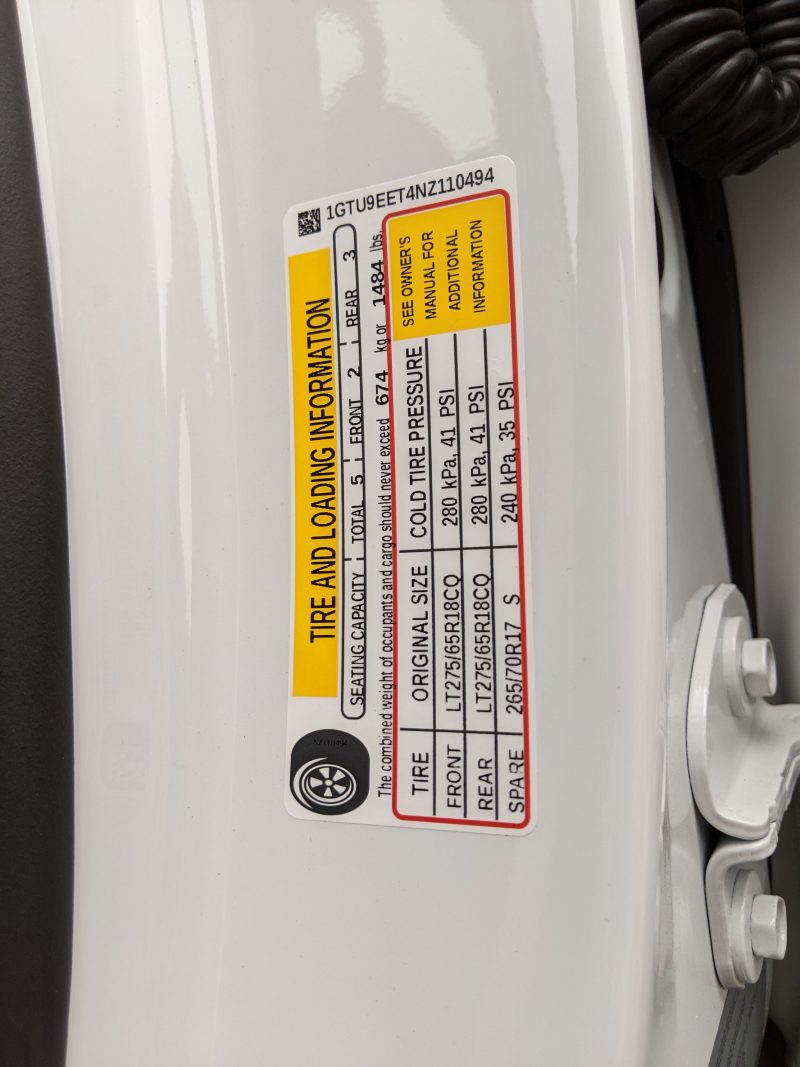 1GTU9EET4NZ110494
TIRE AND LOADING INFORMATION
SEATING CAPACITY TOTAL 5 FRONT 2 REAR 3
The combined weight of occupants and cargo should never exceed 674 kg or 1484 lbs.
TIRE ORIGINAL SIZE COLD TIRE PRESSURE
FRONT LT275/65R18CQ 280 kPa, 41 PSI
REAR LT275/65R18CQ 280 kPa, 41 PSI
SPARE 265/70R17 S 240 kPa, 35 PSI
SEE OWNER'S
MANUAL FOR
ADDITIONAL
INFORMATION